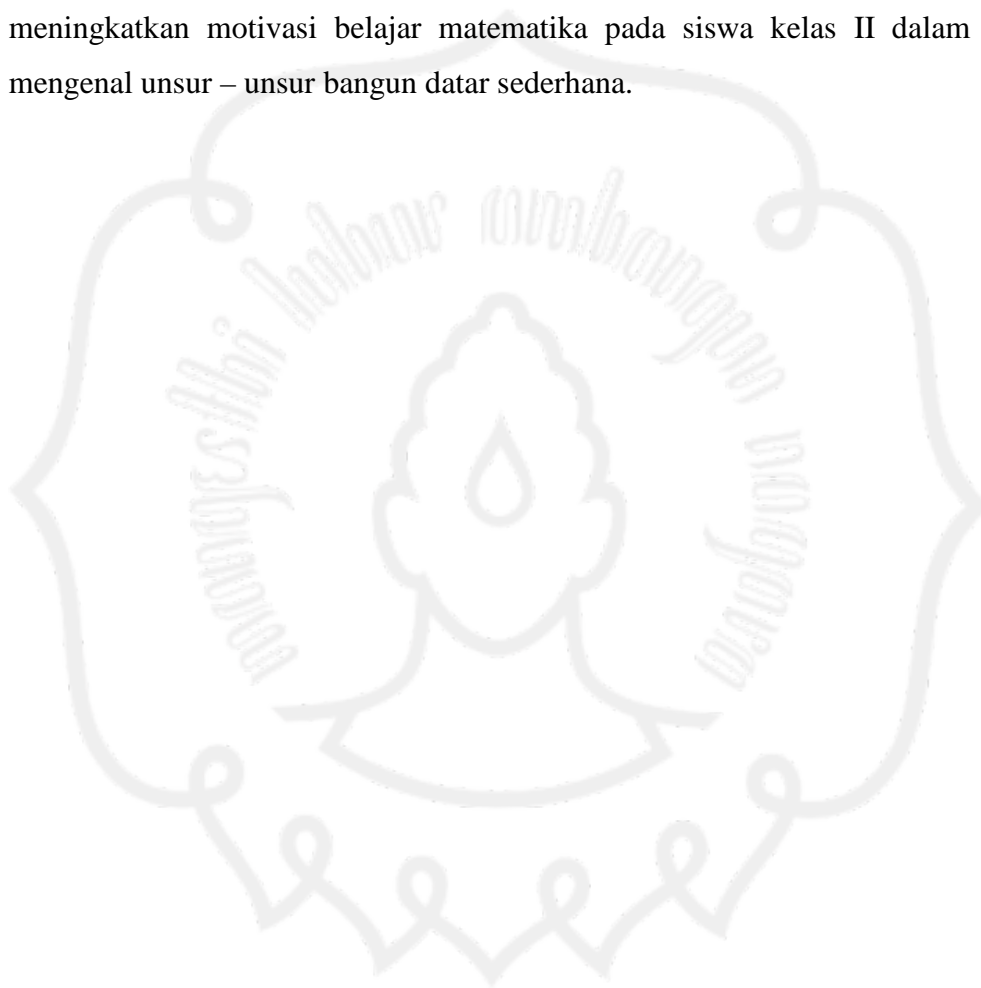 meningkatkan motivasi belajar matematika pada siswa kelas II dalam
mengenal unsur – unsur bangun datar sederhana.